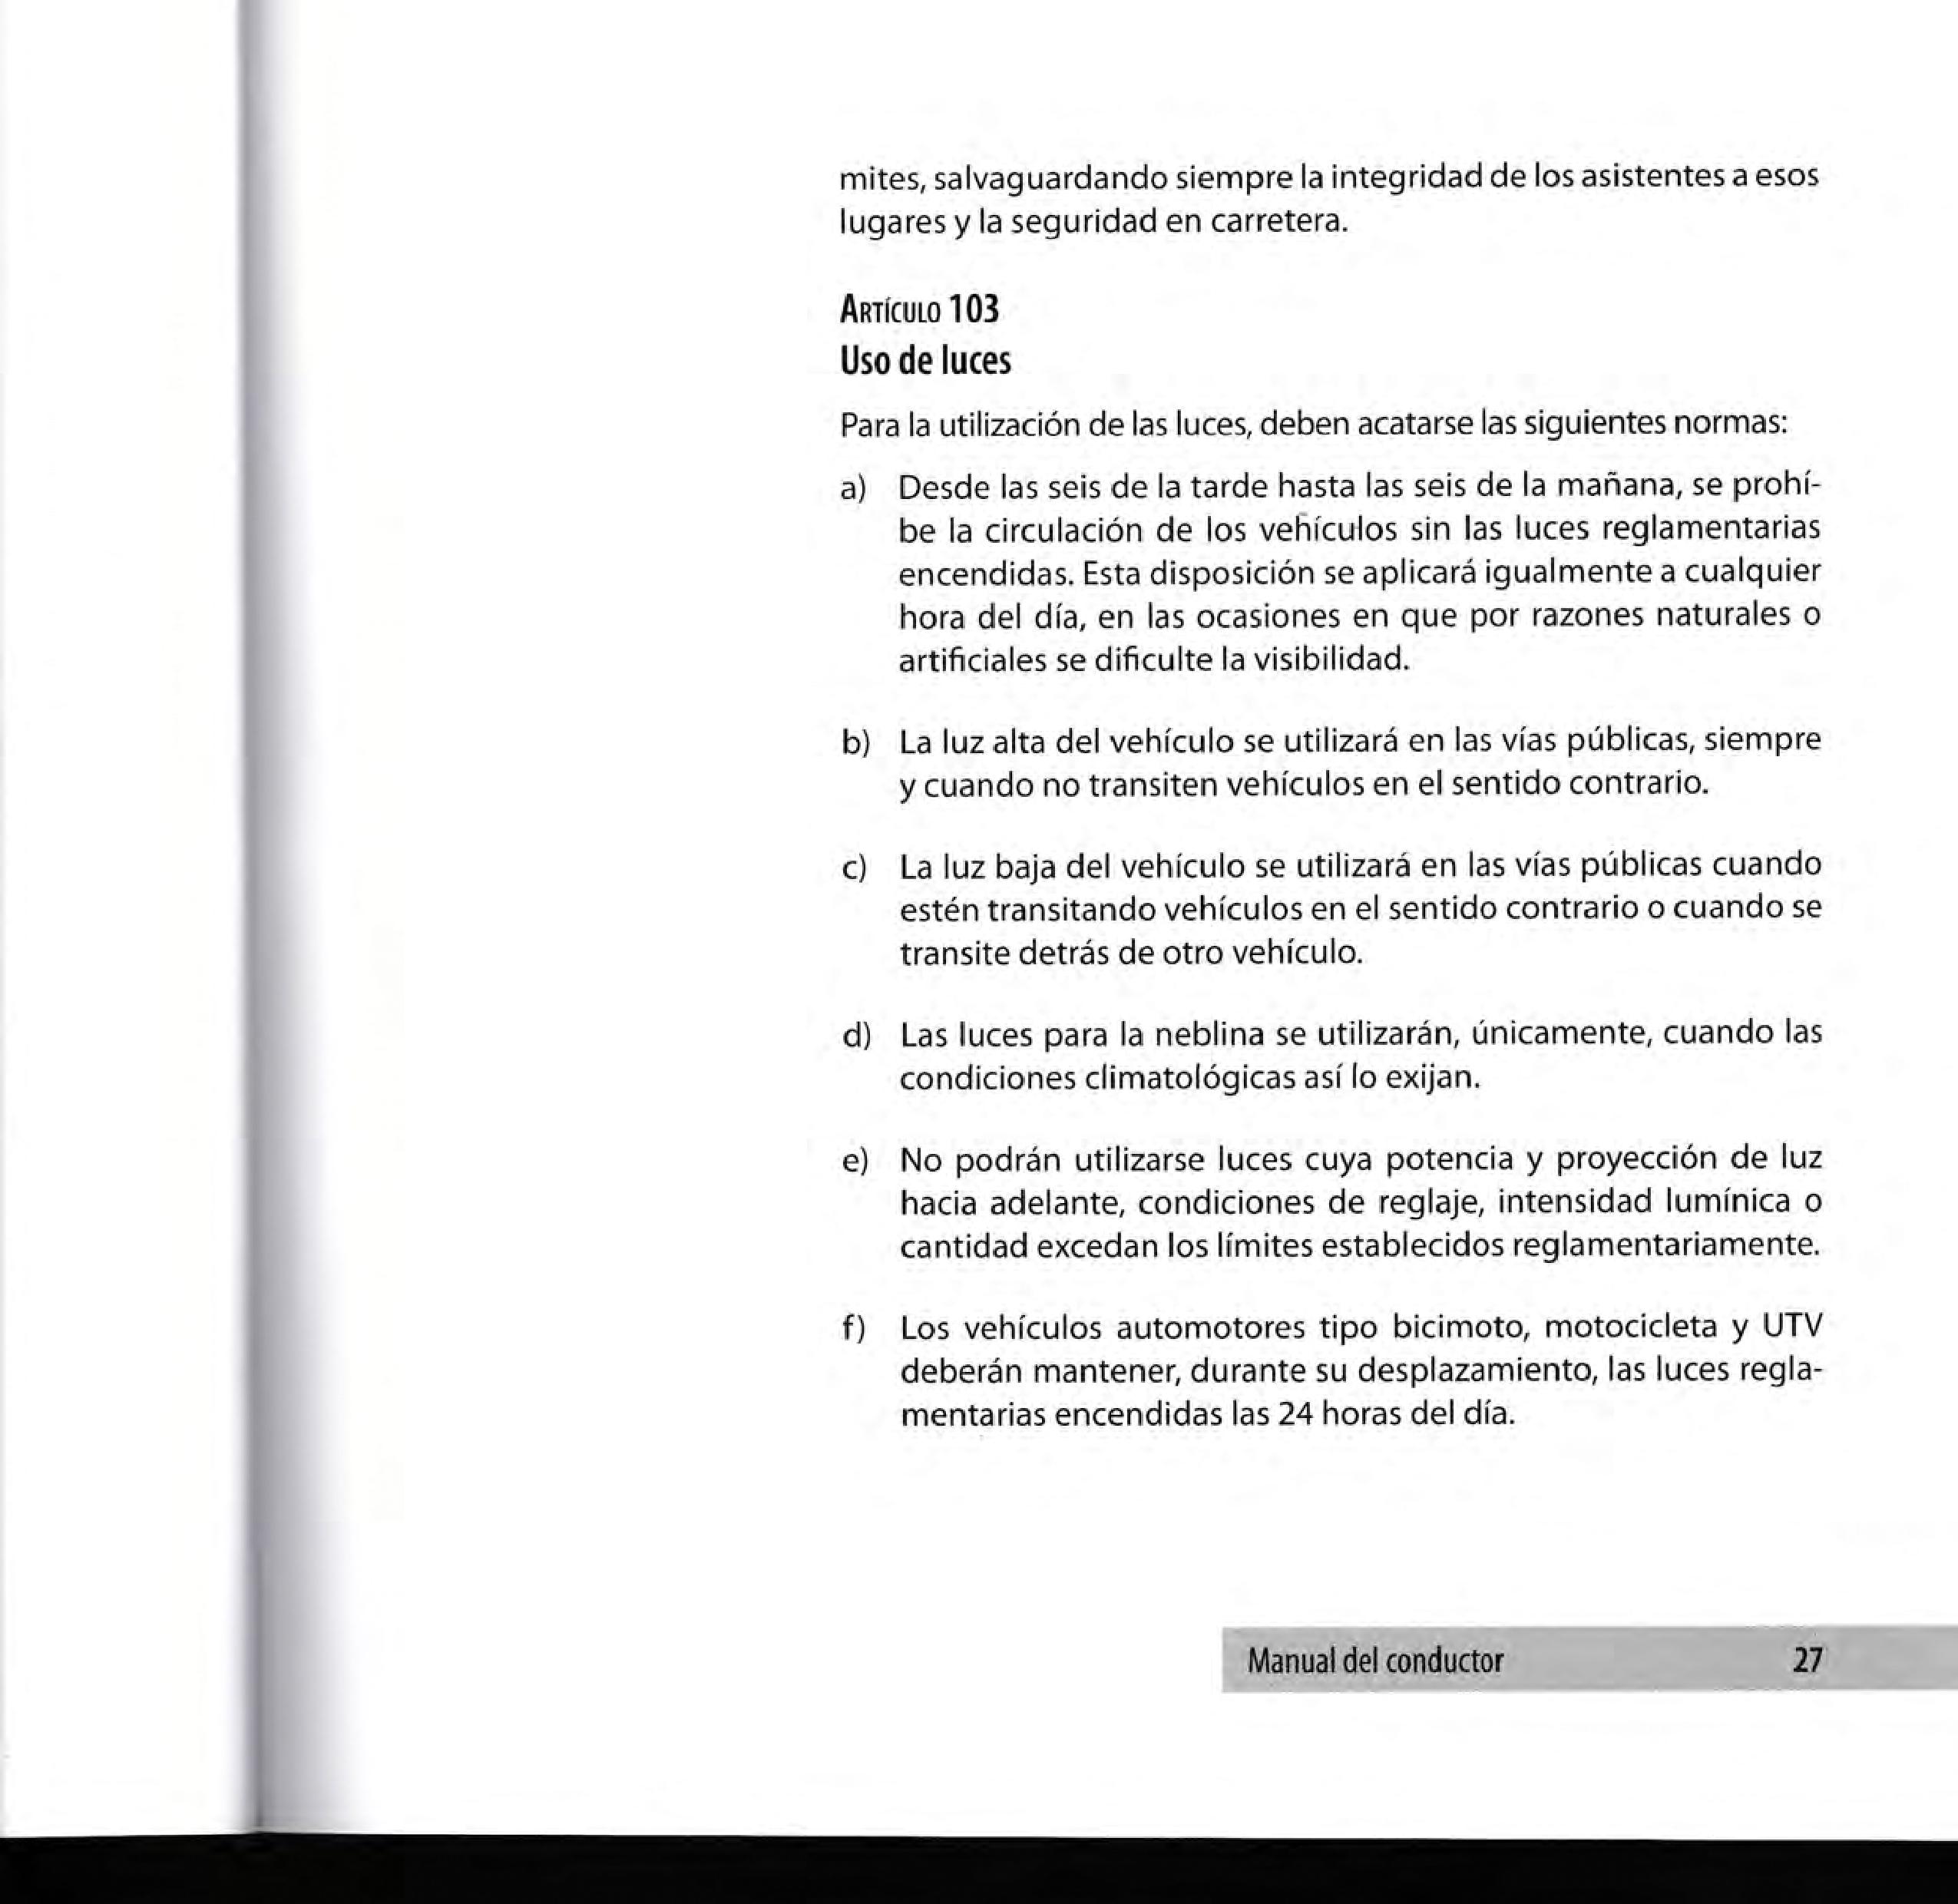 mites, salvaguardando siempre la integridad de los asistentes a esos
lugares y la seguridad en carretera.
Artículo 103
Uso de luces
Para la utilización de las luces, deben acatarse las siguientes normas:
a) Desde las seis de la tarde hasta las seis de la mañana, se prohí-
be la circulación de los vehículos sin las luces reglamentarias
encendidas. Esta disposición se aplicará igualmente a cualquier
hora del día, en las ocasiones en que por razones naturales o
artificiales se dificulte la visibilidad.
b) La luz alta del vehículo se utilizará en las vías públicas, siempre
y cuando no transiten vehículos en el sentido contrario.
c) La luz baja del vehículo se utilizará en las vías públicas cuando
estén transitando vehículos en el sentido contrario o cuando se
transite detrás de otro vehículo.
d) Las luces para la neblina se utilizarán, únicamente, cuando las
condiciones climatológicas así lo exijan.
e) No podrán utilizarse luces cuya potencia y proyección de luz
hacia adelante, condiciones de reglaje, intensidad lumínica o
cantidad excedan los límites establecidos reglamentariamente.
f) Los vehículos automotores tipo bicimoto, motocicleta y UTV
deberán mantener, durante su desplazamiento, las luces regla-
mentarias encendidas las 24 horas del día.
Manual del conductor 27